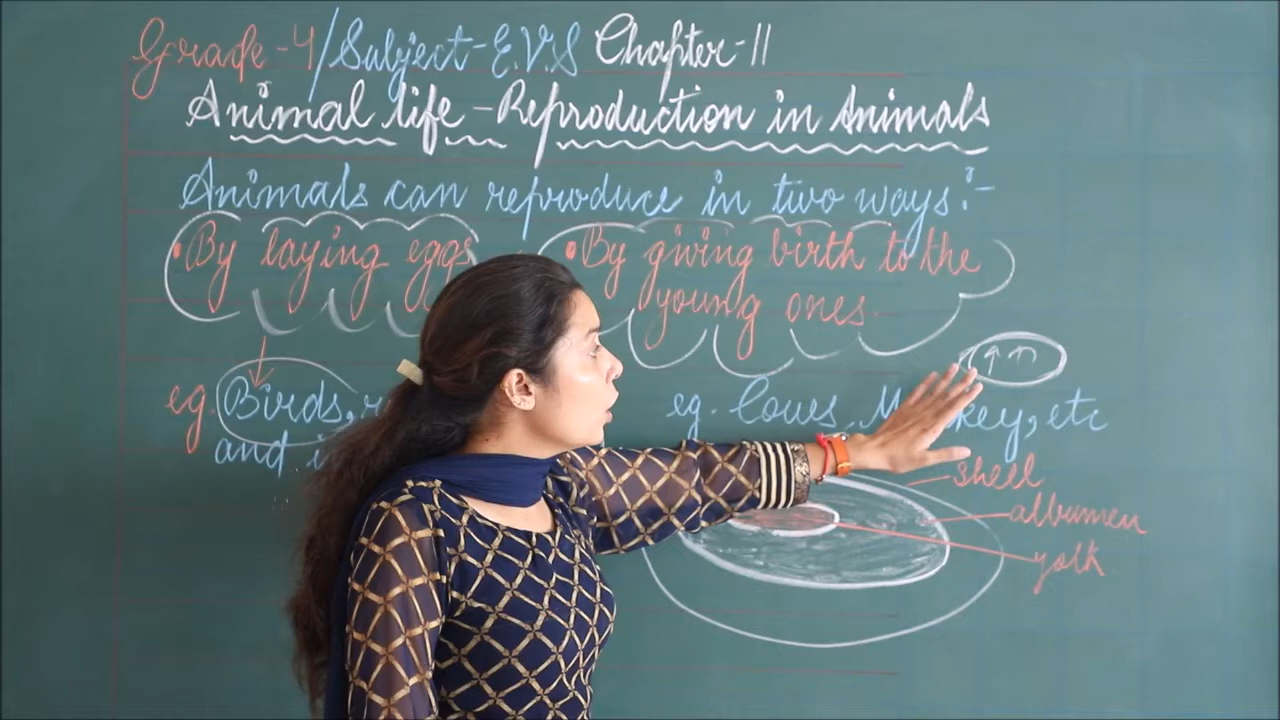 Grade-4/Subject-E.V.S Chapter-11
Animal life-Reproduction in Animals
Animals can reproduce in two ways:-
• By laying eggs
• By giving birth to the
young ones.
eg. Birds,
and
eg. Cows, etc
shell
albumen
yolk